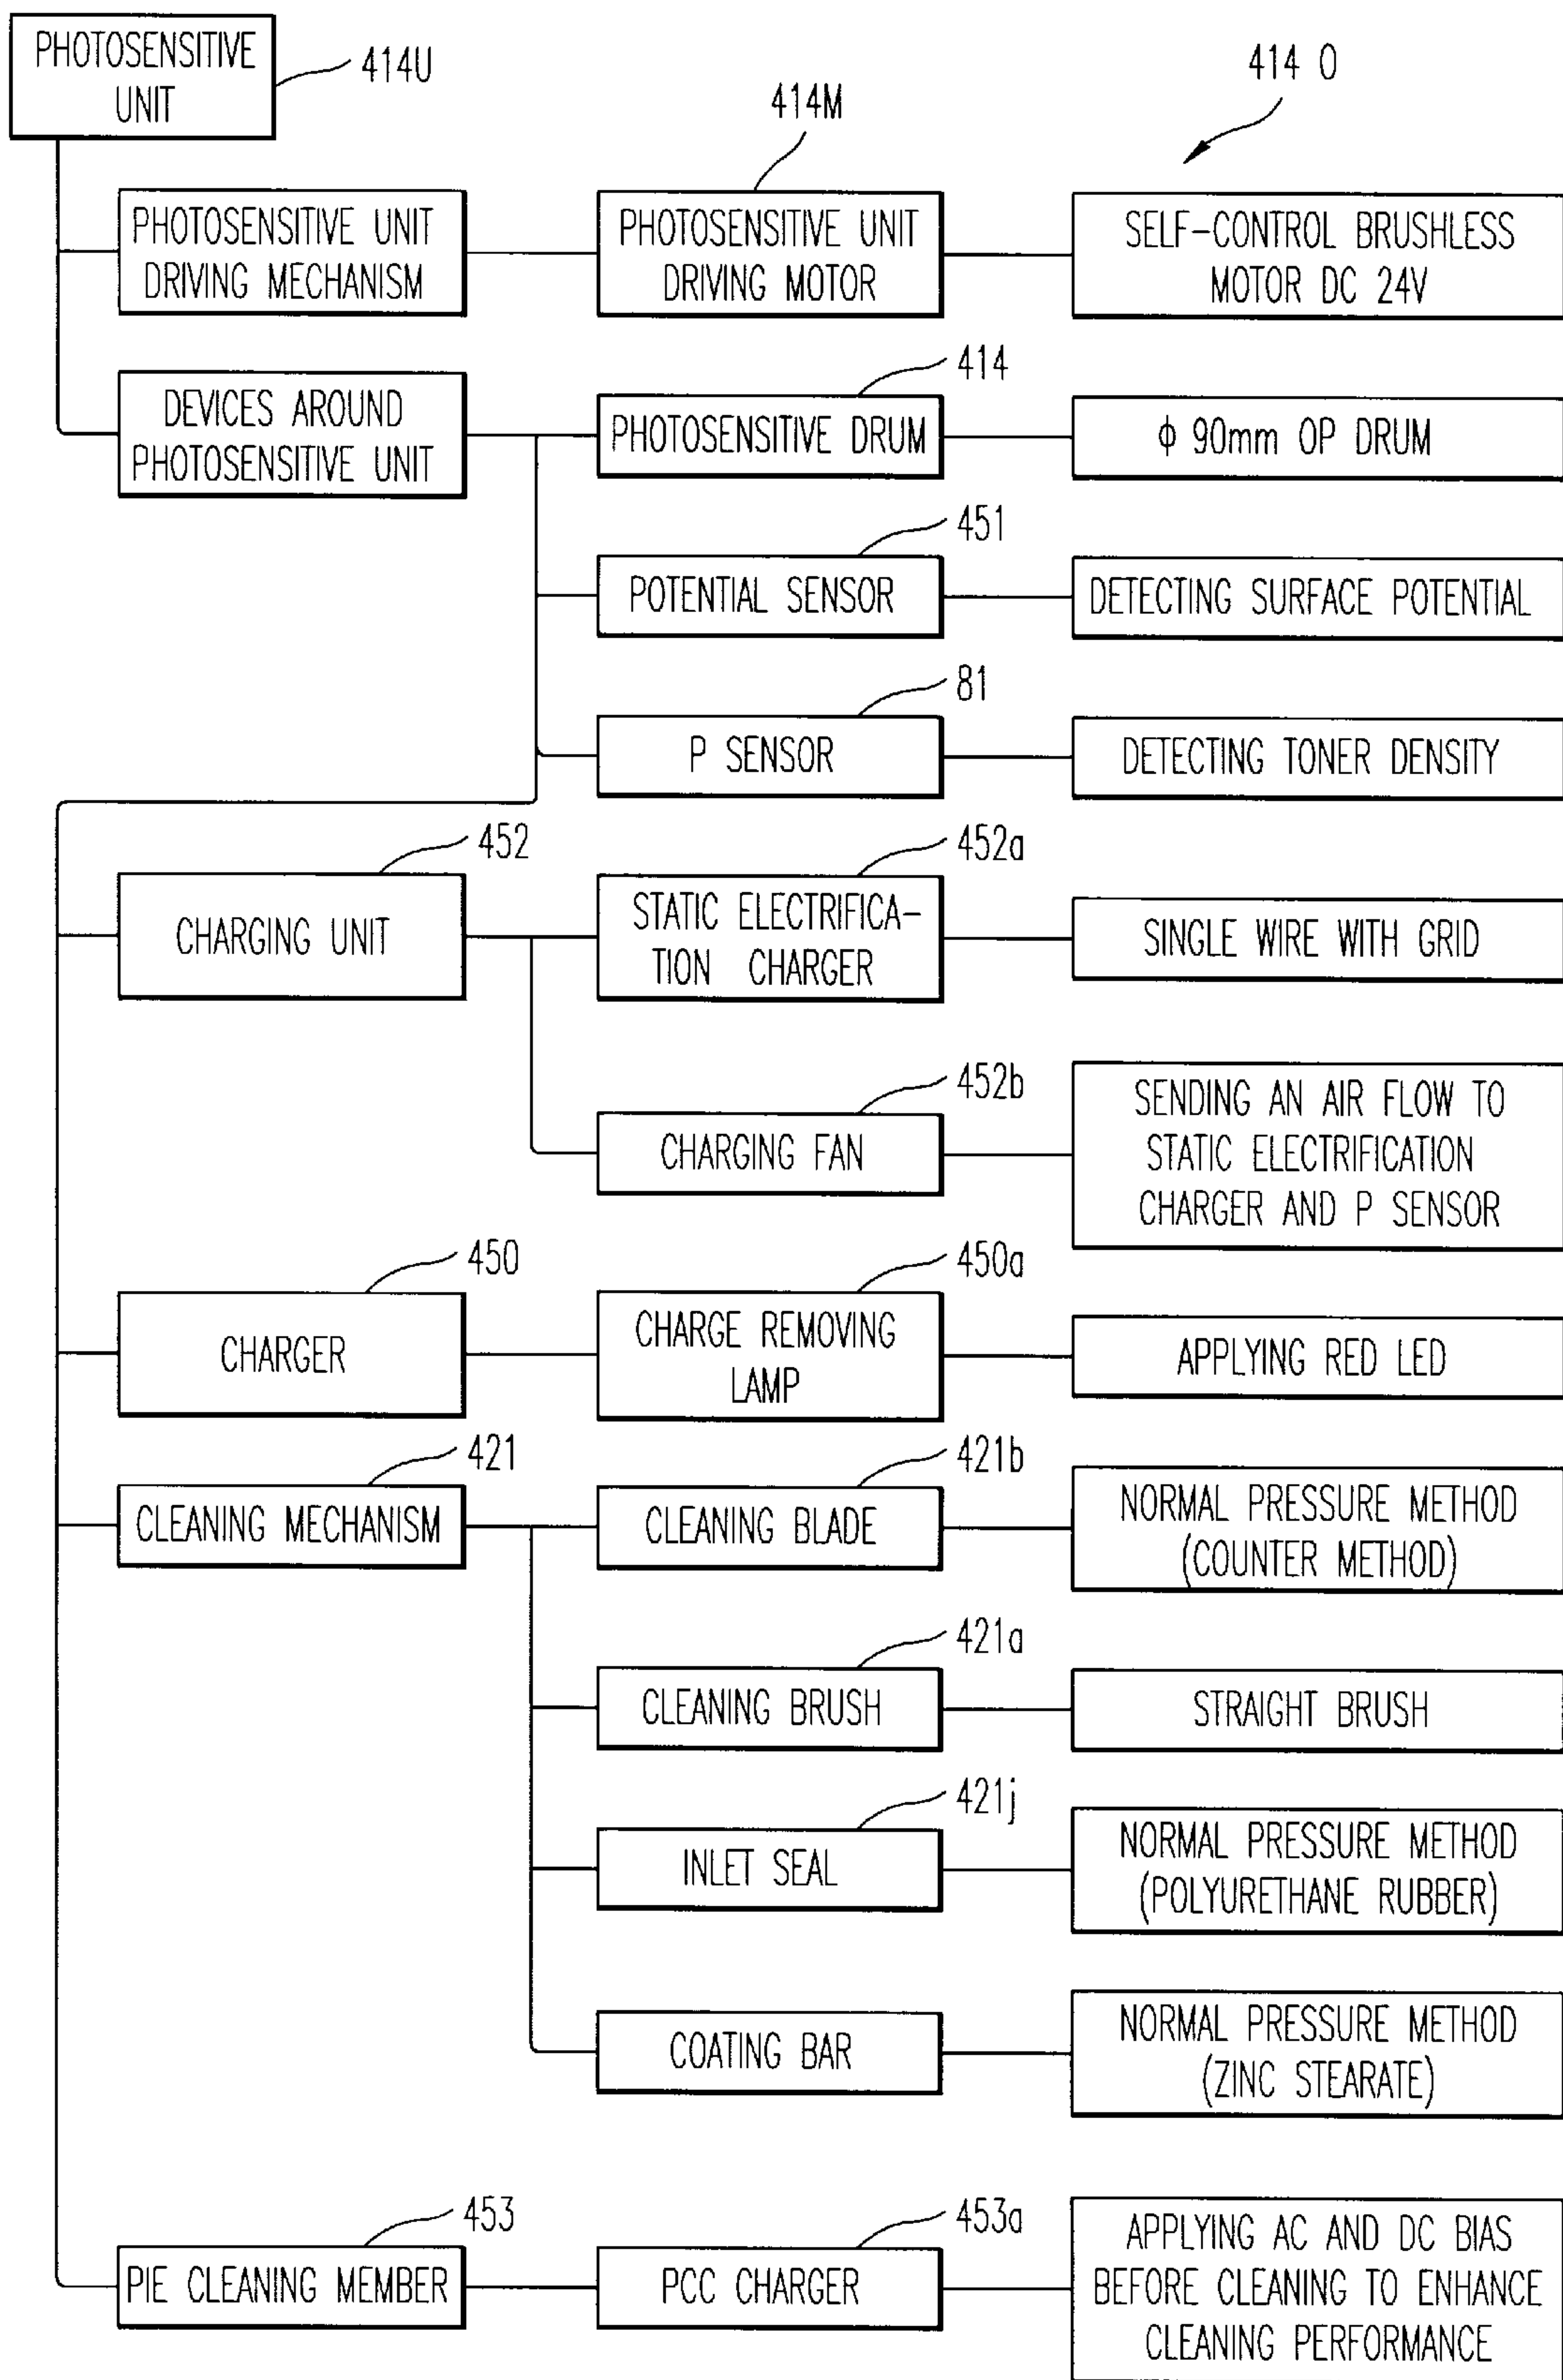 PHOTOSENSITIVE
UNIT
414U
414M
414 O
PHOTOSENSITIVE UNIT
DRIVING MECHANISM
PHOTOSENSITIVE UNIT
DRIVING MOTOR
SELF-CONTROL BRUSHLESS
MOTOR DC 24V
DEVICES AROUND
PHOTOSENSITIVE UNIT
414
PHOTOSENSITIVE DRUM
ɸ 90mm OP DRUM
451
POTENTIAL SENSOR
DETECTING SURFACE POTENTIAL
81
P SENSOR
DETECTING TONER DENSITY
452
CHARGING UNIT
452a
STATIC ELECTRIFICA-
TION CHARGER
SINGLE WIRE WITH GRID
452b
CHARGING FAN
SENDING AN AIR FLOW TO
STATIC ELECTRIFICATION
CHARGER AND P SENSOR
450
CHARGER
450a
CHARGE REMOVING
LAMP
APPLYING RED LED
421
CLEANING MECHANISM
421b
CLEANING BLADE
NORMAL PRESSURE METHOD
(COUNTER METHOD)
421a
CLEANING BRUSH
STRAIGHT BRUSH
421j
INLET SEAL
NORMAL PRESSURE METHOD
(POLYURETHANE RUBBER)
COATING BAR
NORMAL PRESSURE METHOD
(ZINC STEARATE)
453
PIE CLEANING MEMBER
453a
PCC CHARGER
APPLYING AC AND DC BIAS
BEFORE CLEANING TO ENHANCE
CLEANING PERFORMANCE